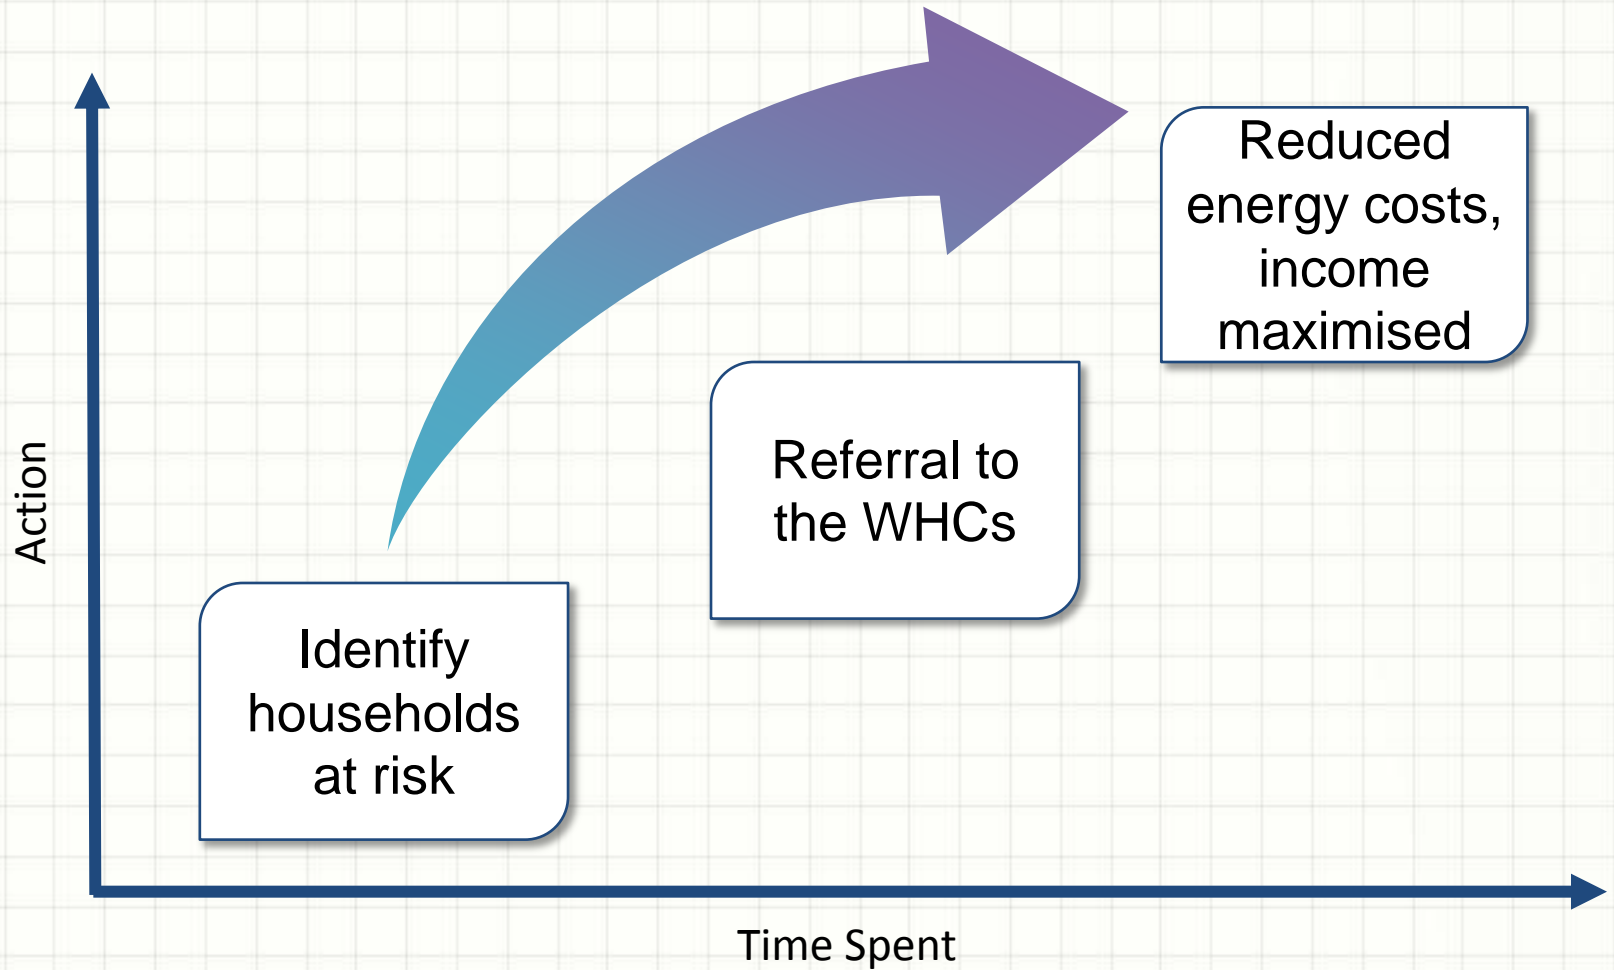 Reduced
energy costs,
income
maximised
Referral to
the WHCs
Identify
households
at risk
Action
Time Spent